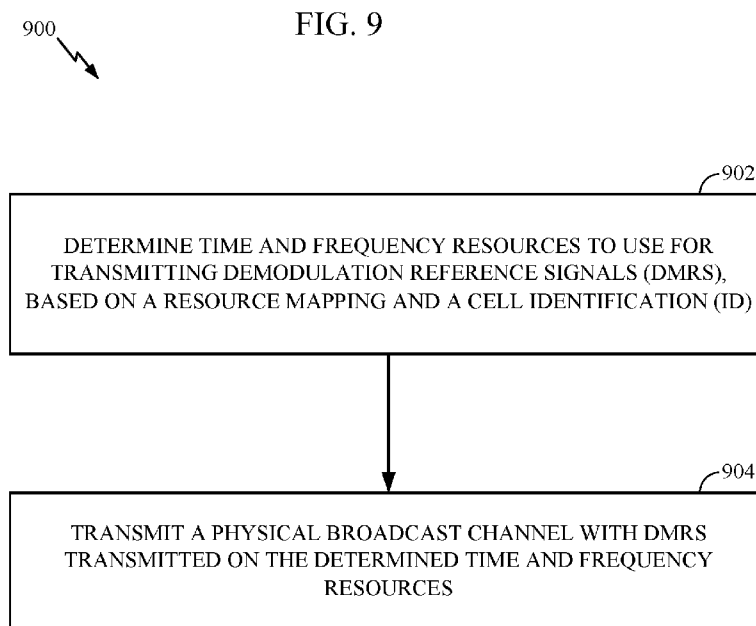 FIG. 9
900
902
DETERMINE TIME AND FREQUENCY RESOURCES TO USE FOR
TRANSMITTING DEMODULATION REFERENCE SIGNALS (DMRS),
BASED ON A RESOURCE MAPPING AND A CELL IDENTIFICATION (ID)
904
TRANSMIT A PHYSICAL BROADCAST CHANNEL WITH DMRS
TRANSMITTED ON THE DETERMINED TIME AND FREQUENCY
RESOURCES